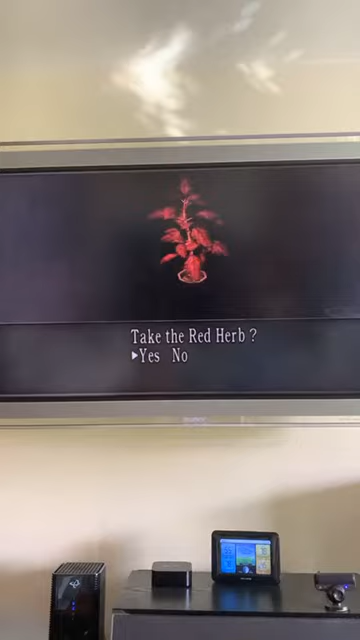 Take the Red Herb ?
▶Yes No